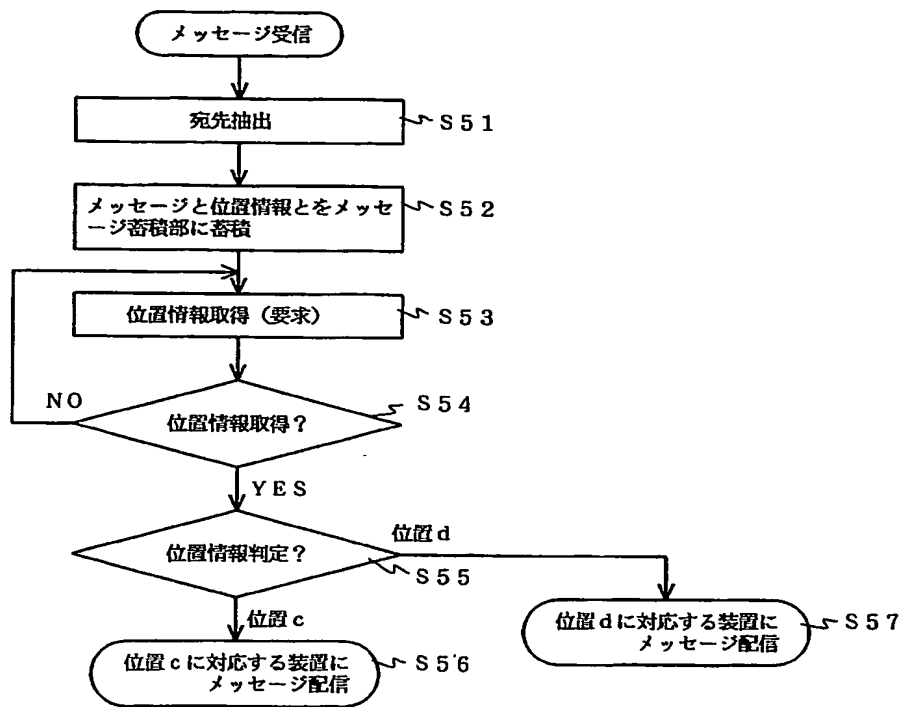 メッセージ受信
宛先抽出
S51
メッセージと位置情報とをメッセ
ージ蓄積部に蓄積
S52
位置情報取得（要求）
S53
NO
位置情報取得？
S54
YES
位置情報判定？
位置d
S55
位置c
位置cに対応する装置に
メッセージ配信
S56
位置dに対応する装置に
メッセージ配信
S57